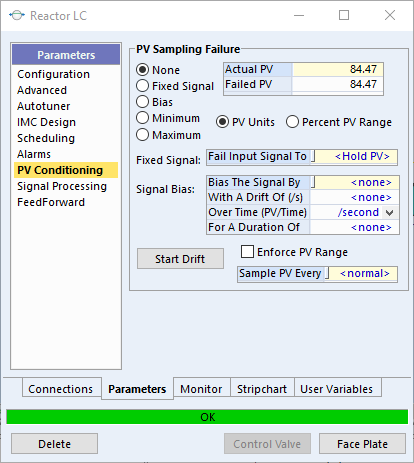 Reactor LC
Parameters
Configuration
Advanced
Autotuner
IMC Design
Scheduling
Alarms
PV Conditioning
Signal Processing
FeedForward
PV Sampling Failure
None
Fixed Signal
Bias
Minimum
Maximum
Actual PV 84.47
Failed PV 84.47
PV Units Percent PV Range
Fixed Signal: Fail Input Signal To <Hold PV>
Signal Bias: Bias The Signal By <none>
With A Drift Of (/s) <none>
Over Time (PV/Time) /second
For A Duration Of <none>
Start Drift
Enforce PV Range
Sample PV Every <normal>
Connections Parameters Monitor Stripchart User Variables
OK
Delete Control Valve Face Plate